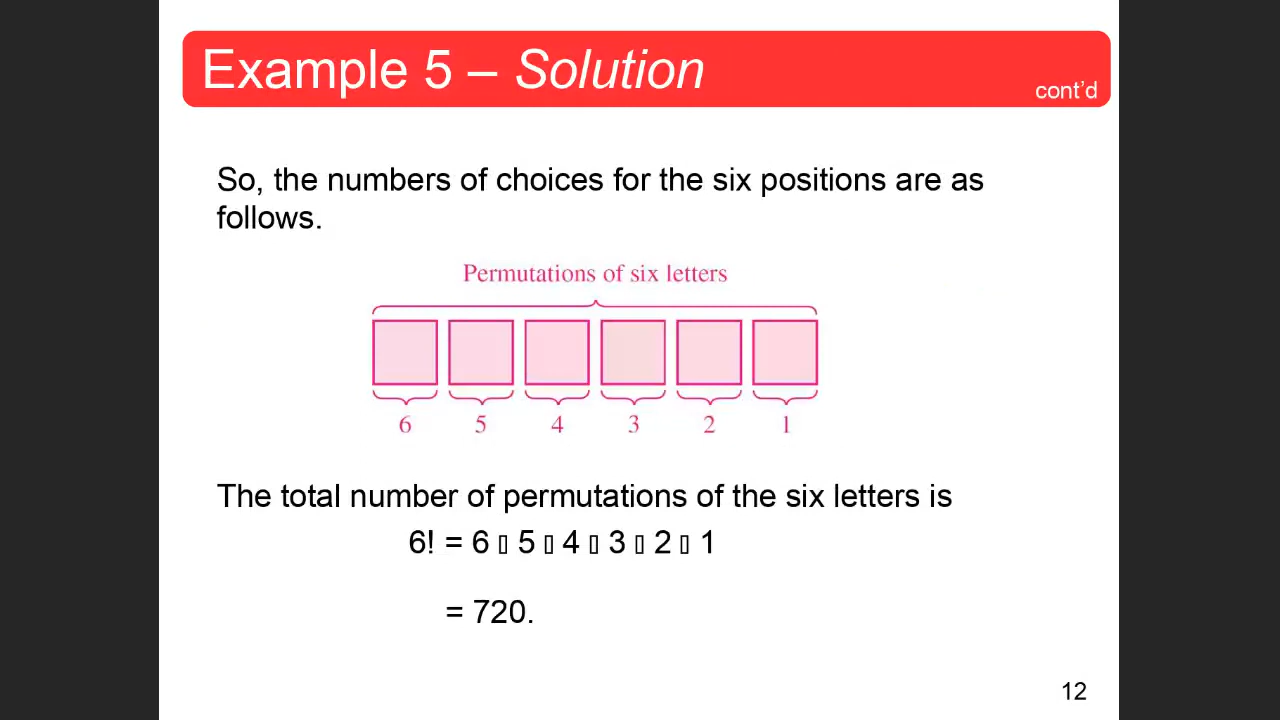 Example 5 – Solution
cont'd
So, the numbers of choices for the six positions are as
follows.
Permutations of six letters
6 5 4 3 2 1
The total number of permutations of the six letters is
6! = 6 ▯ 5 ▯ 4 ▯ 3 ▯ 2 ▯ 1
= 720.
12